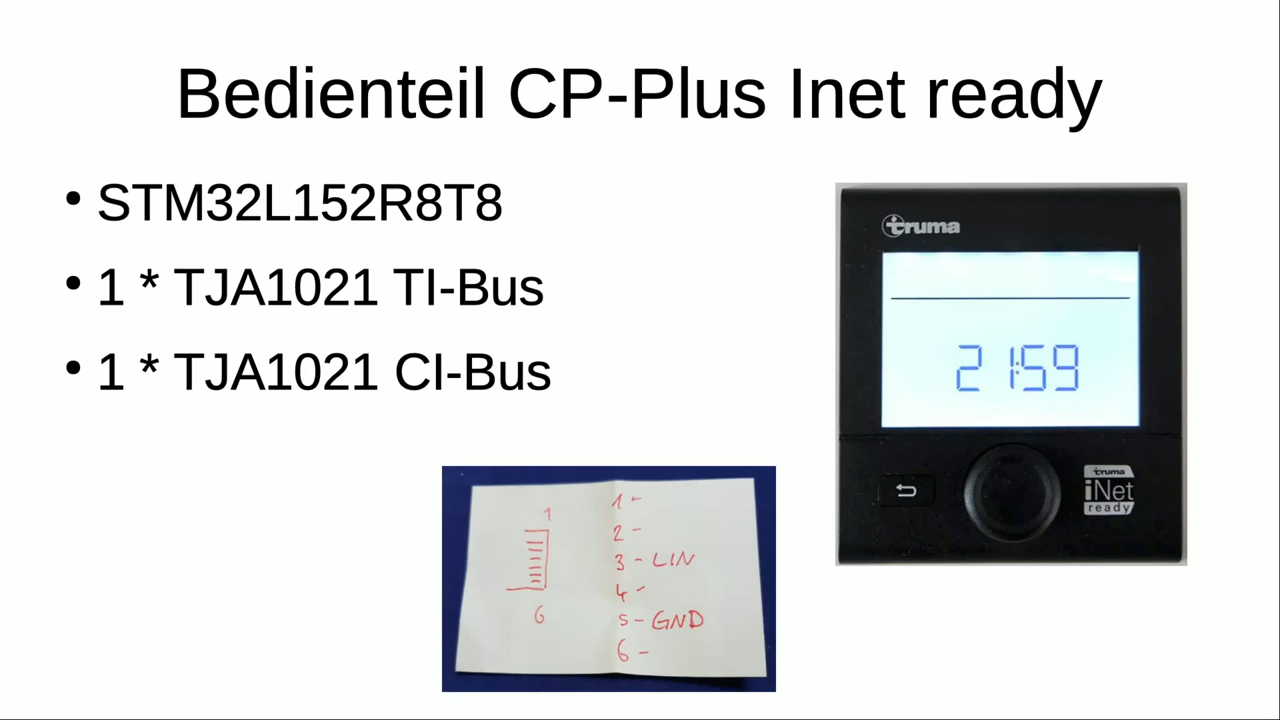 Bedienteil CP-Plus Inet ready
• STM32L152R8T8
• 1 * TJA1021 TI-Bus
• 1 * TJA1021 CI-Bus
truma
21:59
truma
iNet
ready
1
6
1 -
2 -
3 - LIN
4 -
5 - GND
6 -